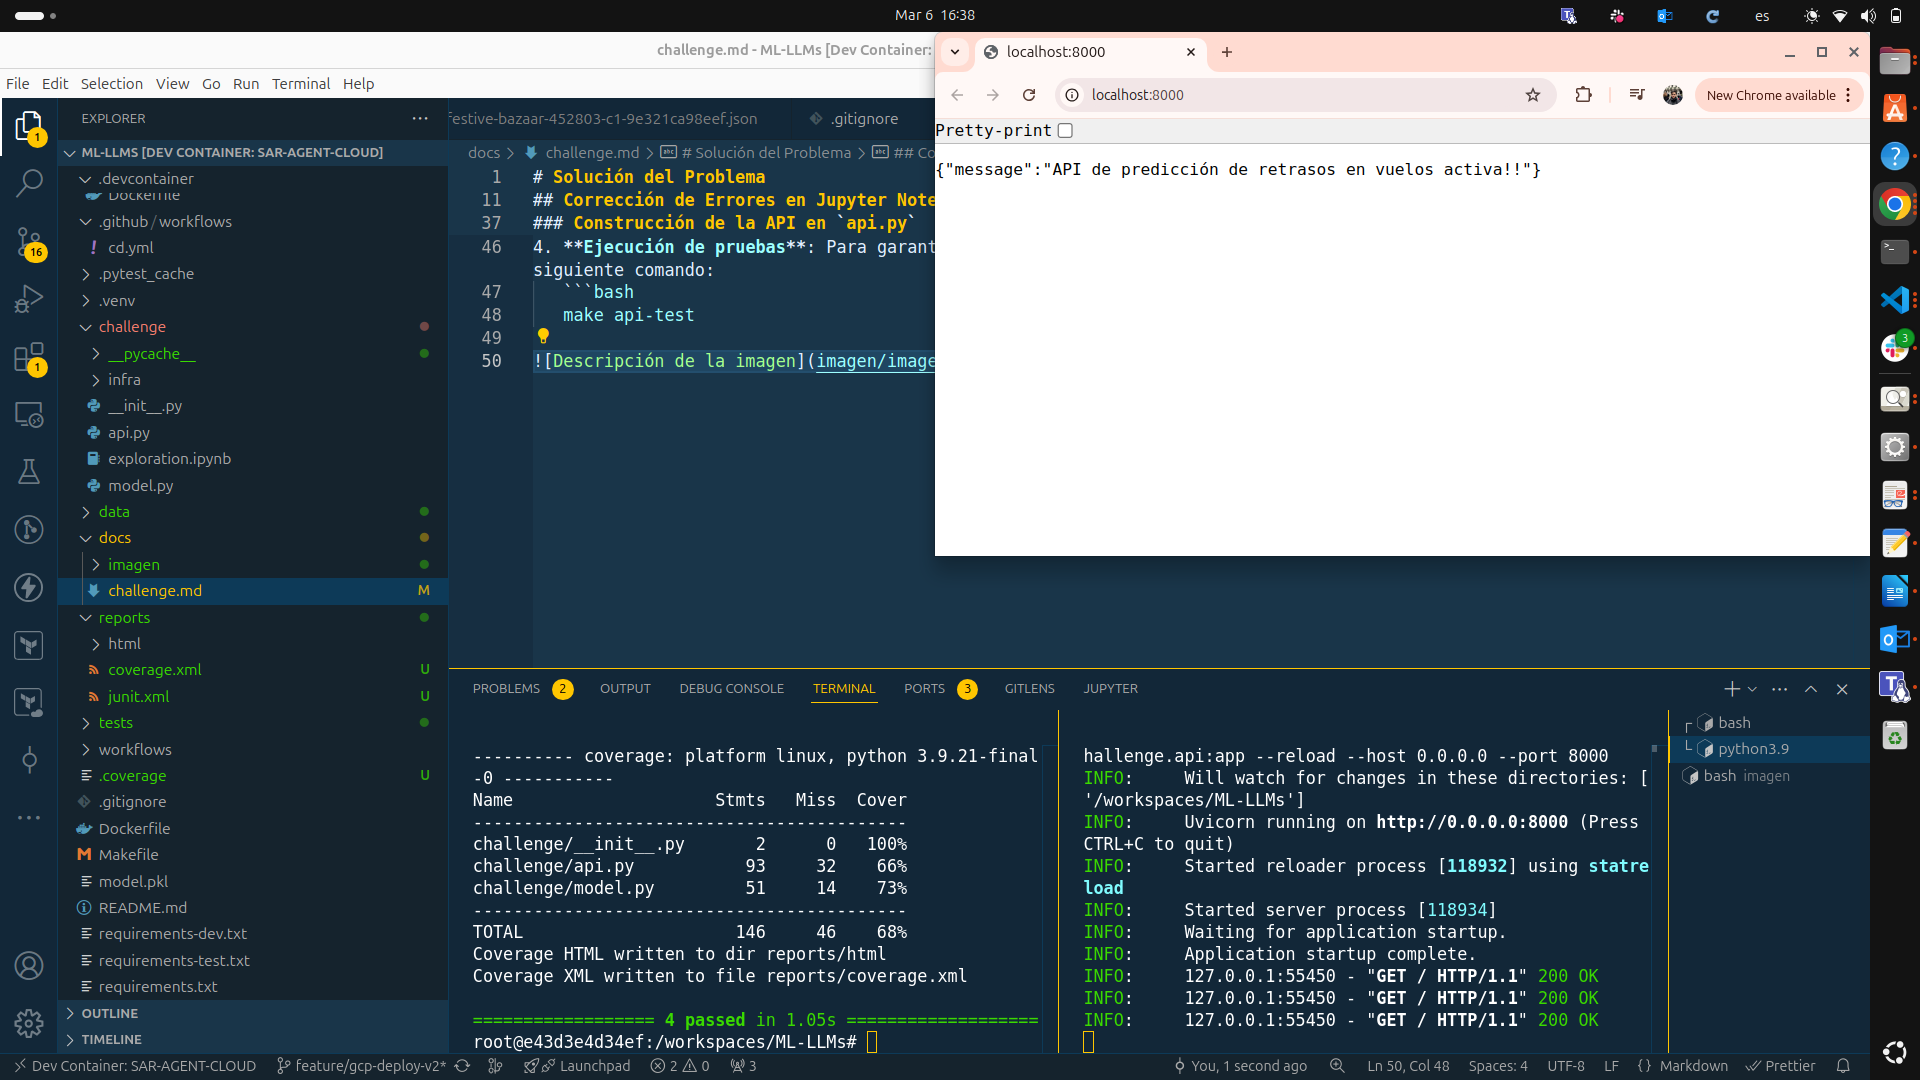 Mar 6  16:38
es
challenge.md - ML-LLMs [Dev Container:
File Edit Selection View Go Run Terminal Help
EXPLORER
ML-LLMS [DEV CONTAINER: SAR-AGENT-CLOUD]
.devcontainer
Dockerfile
.github/workflows
cd.yml
.pytest_cache
.venv
challenge
__pycache__
infra
__init__.py
api.py
exploration.ipynb
model.py
data
docs
imagen
challenge.md M
reports
html
coverage.xml U
junit.xml U
tests
workflows
.coverage U
.gitignore
Dockerfile
Makefile
model.pkl
README.md
requirements-dev.txt
requirements-test.txt
requirements.txt
OUTLINE
TIMELINE
1
16
1
festive-bazaar-452803-c1-9e321ca98eef.json .gitignore
docs > challenge.md > # Solución del Problema > ## Co
1 # Solución del Problema
11 ## Corrección de Errores en Jupyter Note
37 ### Construcción de la API en `api.py`
46 4. **Ejecución de pruebas**: Para garant
siguiente comando:
47 ```bash
48 make api-test
49
50 ![Descripción de la imagen](imagen/image
localhost:8000
localhost:8000
New Chrome available
Pretty-print
{"message":"API de predicción de retrasos en vuelos activa!!"}
3
PROBLEMS 2 OUTPUT DEBUG CONSOLE TERMINAL PORTS 3 GITLENS JUPYTER
---------- coverage: platform linux, python 3.9.21-final
-0 -----------
Name Stmts Miss Cover
-------------------------------------------
challenge/__init__.py 2 0 100%
challenge/api.py 93 32 66%
challenge/model.py 51 14 73%
-------------------------------------------
TOTAL 146 46 68%
Coverage HTML written to dir reports/html
Coverage XML written to file reports/coverage.xml
================== 4 passed in 1.05s ===================
root@e43d3e4d34ef:/workspaces/ML-LLMs#
hallenge.api:app --reload --host 0.0.0.0 --port 8000
INFO: Will watch for changes in these directories: [
'/workspaces/ML-LLMs']
INFO: Uvicorn running on http://0.0.0.0:8000 (Press
CTRL+C to quit)
INFO: Started reloader process [118932] using statre
load
INFO: Started server process [118934]
INFO: Waiting for application startup.
INFO: Application startup complete.
INFO: 127.0.0.1:55450 - "GET / HTTP/1.1" 200 OK
INFO: 127.0.0.1:55450 - "GET / HTTP/1.1" 200 OK
INFO: 127.0.0.1:55450 - "GET / HTTP/1.1" 200 OK
bash
python3.9
bash imagen
Dev Container: SAR-AGENT-CLOUD feature/gcp-deploy-v2* Launchpad 2 0 3 You, 1 second ago Ln 50, Col 48 Spaces: 4 UTF-8 LF {} Markdown Prettier